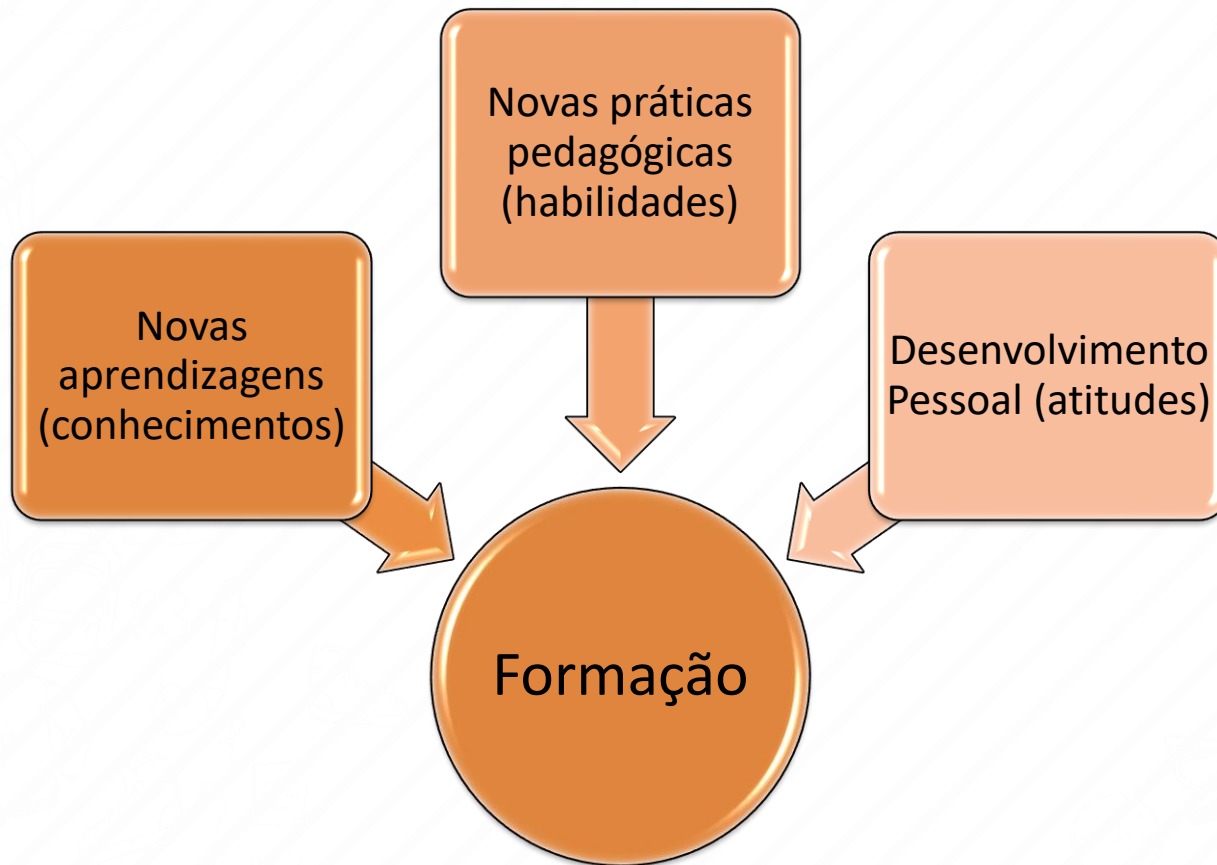 Novas práticas
pedagógicas
(habilidades)
Novas
aprendizagens
(conhecimentos)
Desenvolvimento
Pessoal (atitudes)
Formação